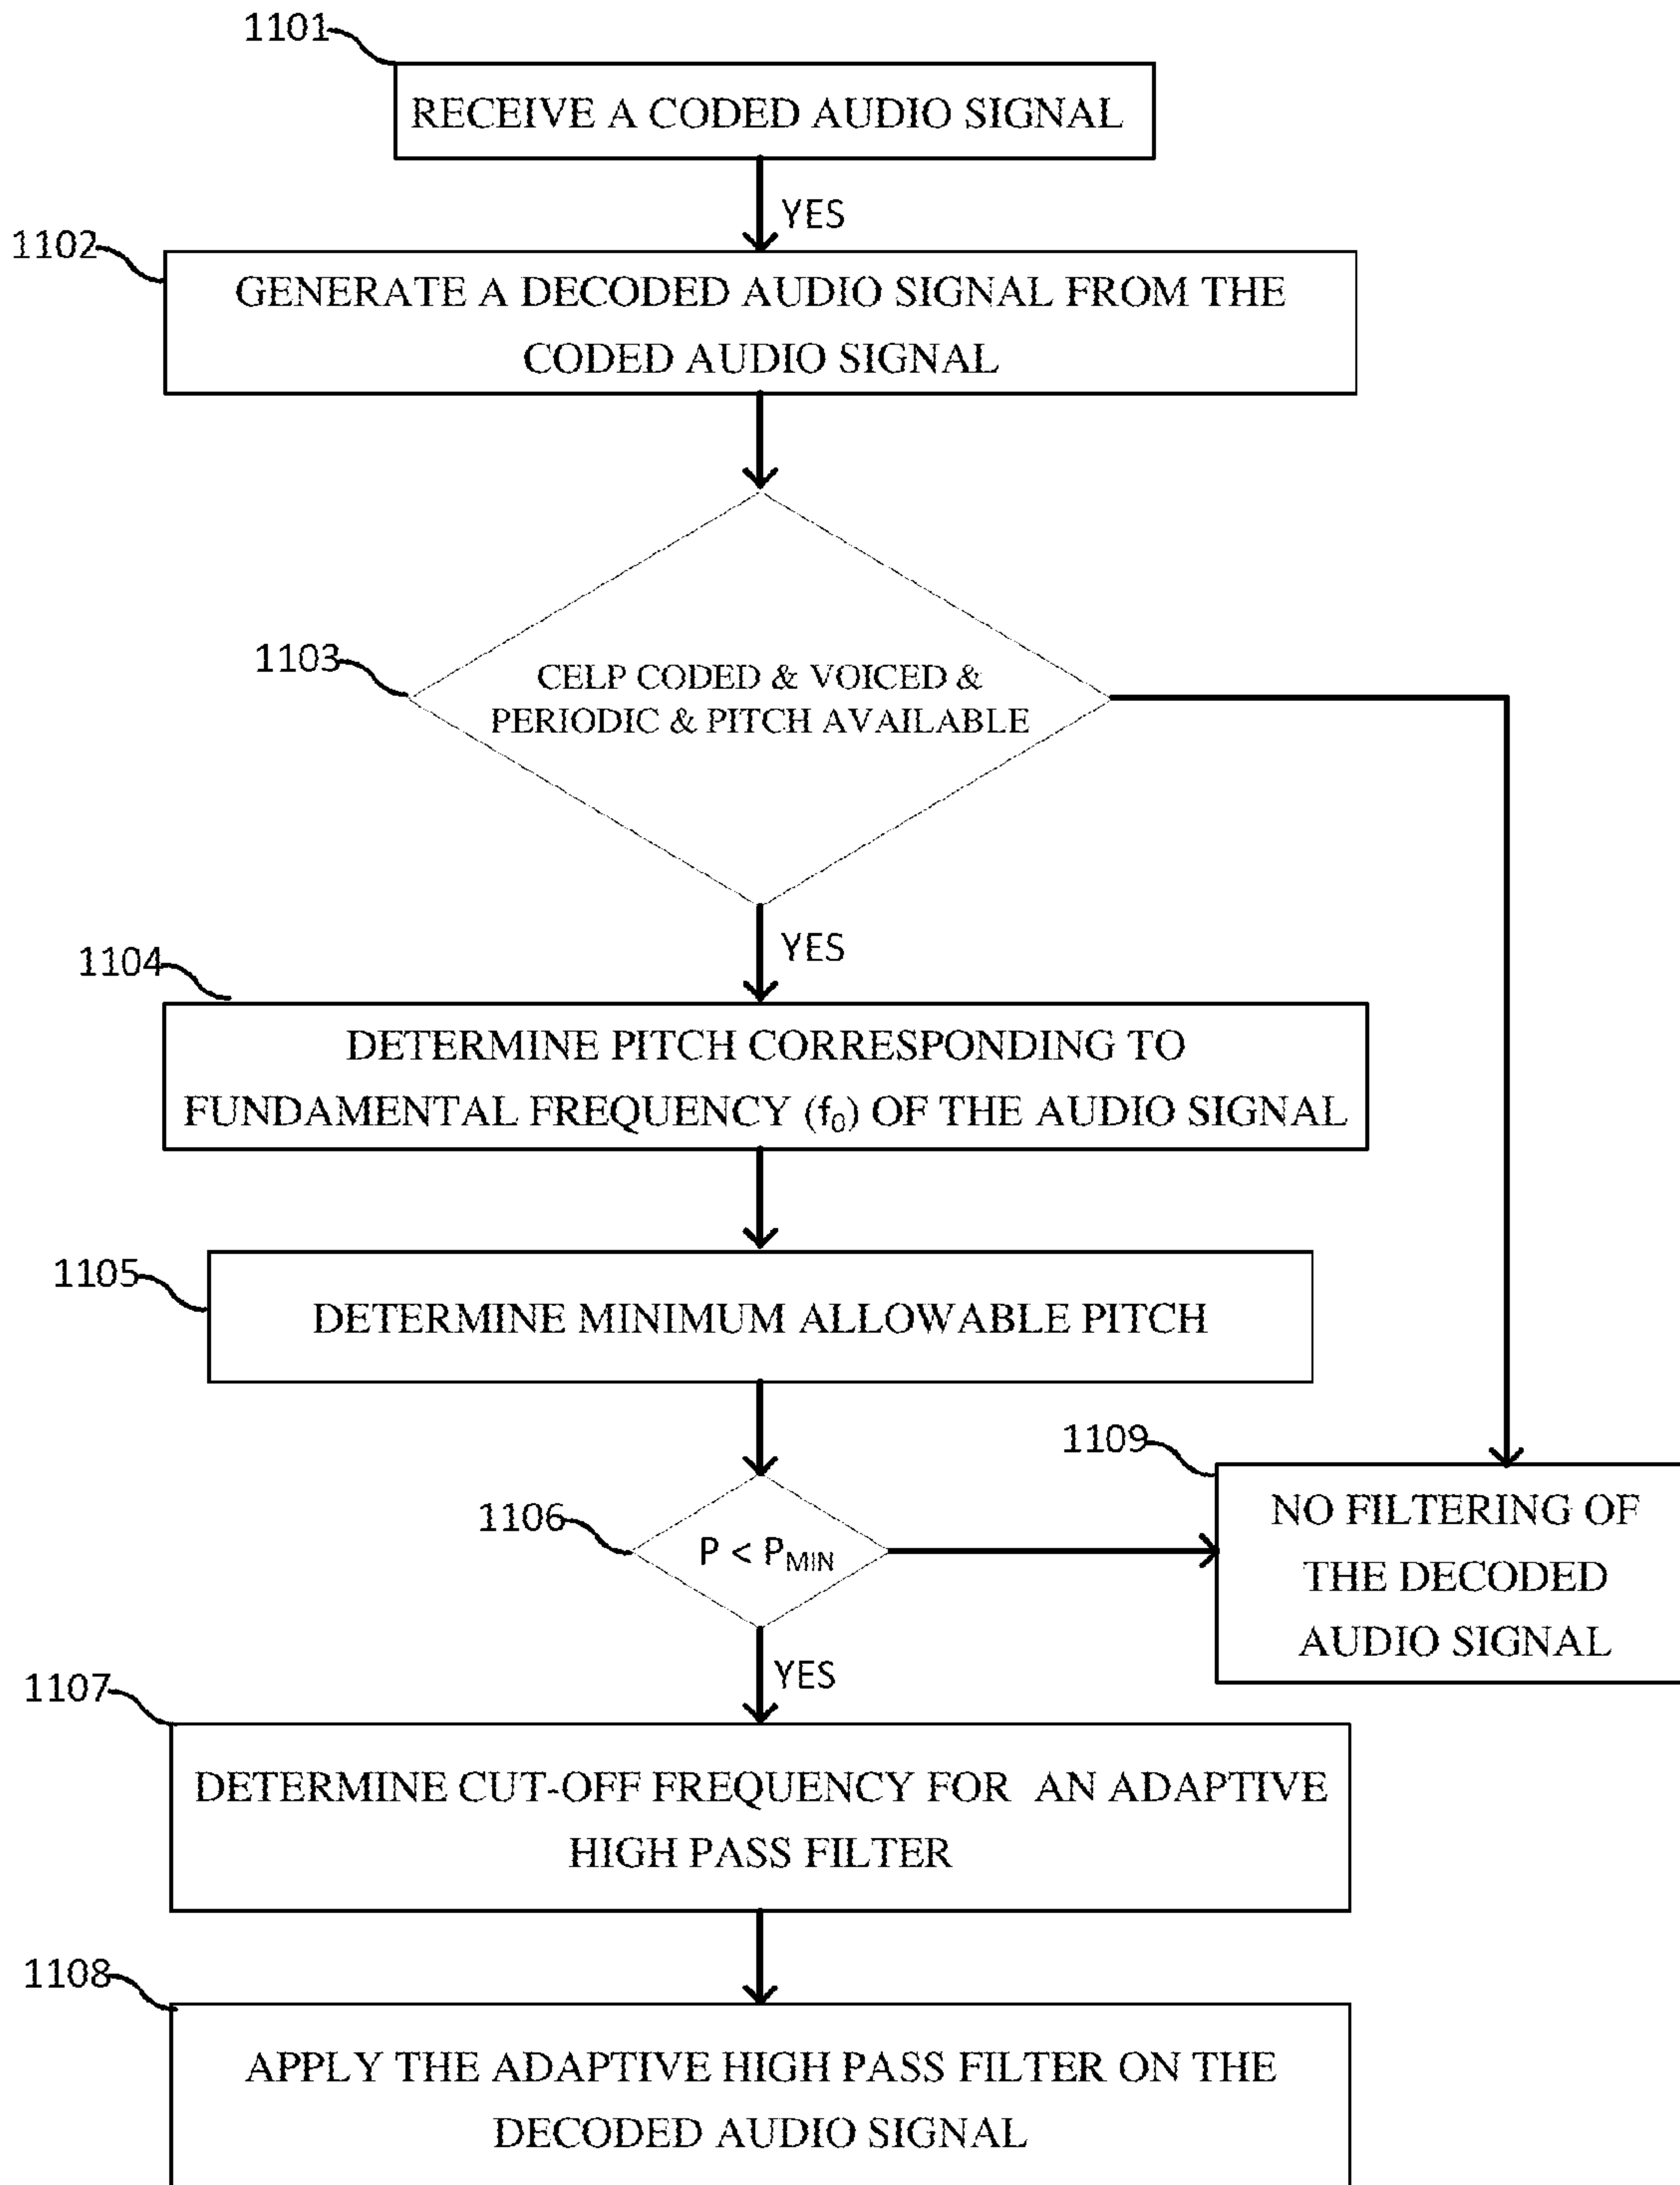 1101
RECEIVE A CODED AUDIO SIGNAL
YES
1102
GENERATE A DECODED AUDIO SIGNAL FROM THE
CODED AUDIO SIGNAL
1103
CELP CODED & VOICED &
PERIODIC & PITCH AVAILABLE
YES
1104
DETERMINE PITCH CORRESPONDING TO
FUNDAMENTAL FREQUENCY (f₀) OF THE AUDIO SIGNAL
1105
DETERMINE MINIMUM ALLOWABLE PITCH
1106
P < PMIN
1109
NO FILTERING OF
THE DECODED
AUDIO SIGNAL
YES
1107
DETERMINE CUT-OFF FREQUENCY FOR AN ADAPTIVE
HIGH PASS FILTER
1108
APPLY THE ADAPTIVE HIGH PASS FILTER ON THE
DECODED AUDIO SIGNAL